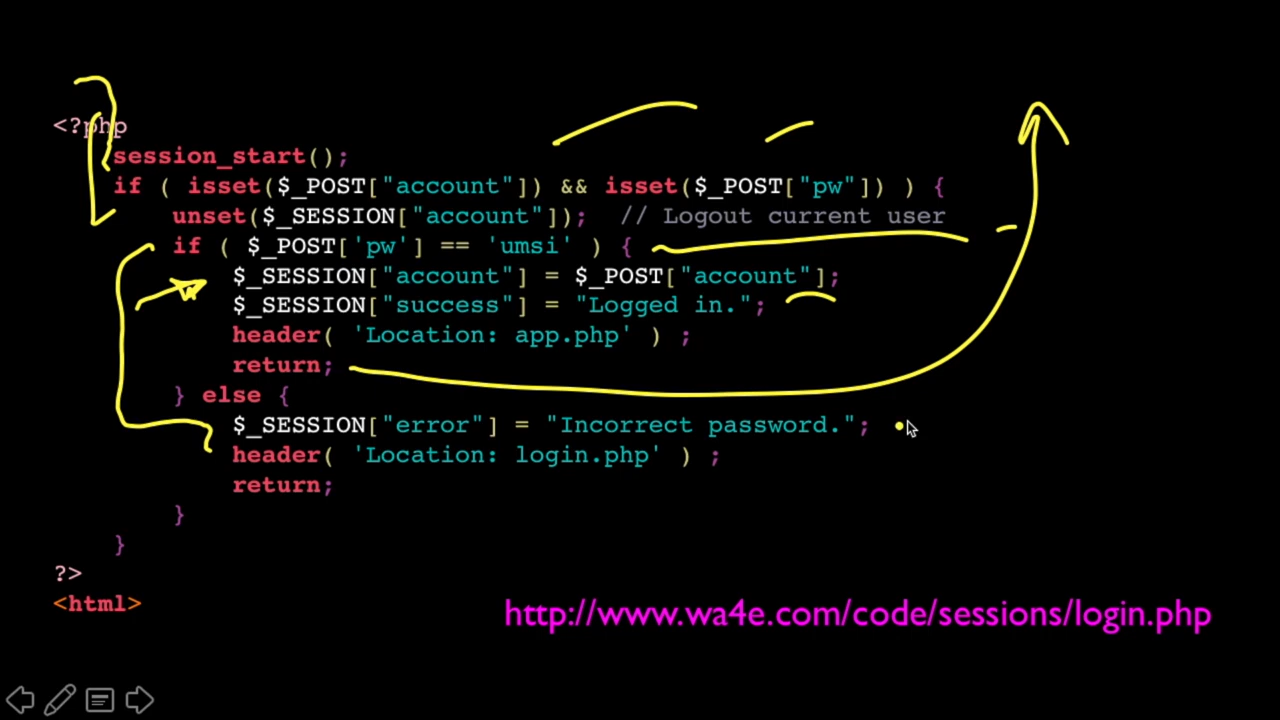 <?php
session_start();
if ( isset($_POST["account"]) && isset($_POST["pw"]) ) {
unset($_SESSION["account"]);  // Logout current user
if ( $_POST['pw'] == 'umsi' ) {
$_SESSION["account"] = $_POST["account"];
$_SESSION["success"] = "Logged in.";
header( 'Location: app.php' ) ;
return;
} else {
$_SESSION["error"] = "Incorrect password.";
header( 'Location: login.php' ) ;
return;
}
}
?>
<html>
http://www.wa4e.com/code/sessions/login.php